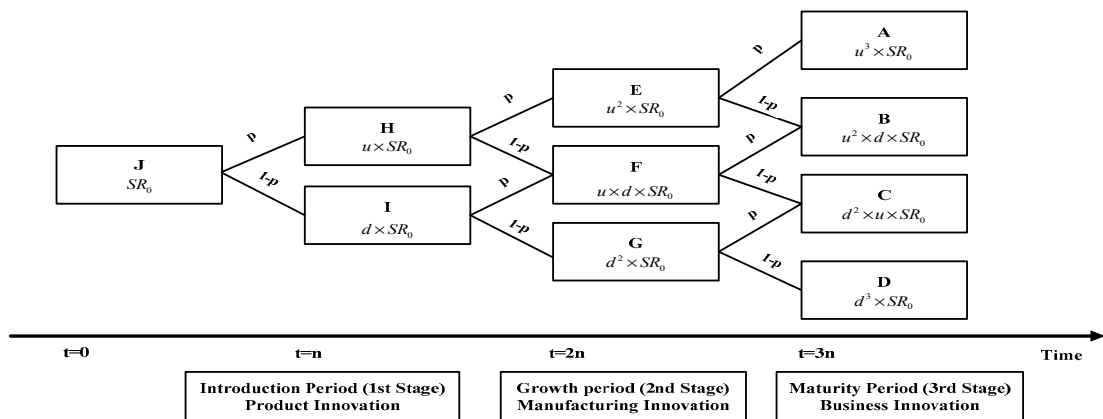 A
u³ × SR₀
p
E
u² × SR₀
p
1-p
H
u × SR₀
B
u² × d × SR₀
p
1-p
p
J
SR₀
F
u × d × SR₀
1-p
p
1-p
C
d² × u × SR₀
I
d × SR₀
p
1-p
G
d² × SR₀
1-p
D
d³ × SR₀
t=0
t=n
t=2n
t=3n
Time
Introduction Period (1st Stage)
Product Innovation
Growth period (2nd Stage)
Manufacturing Innovation
Maturity Period (3rd Stage)
Business Innovation